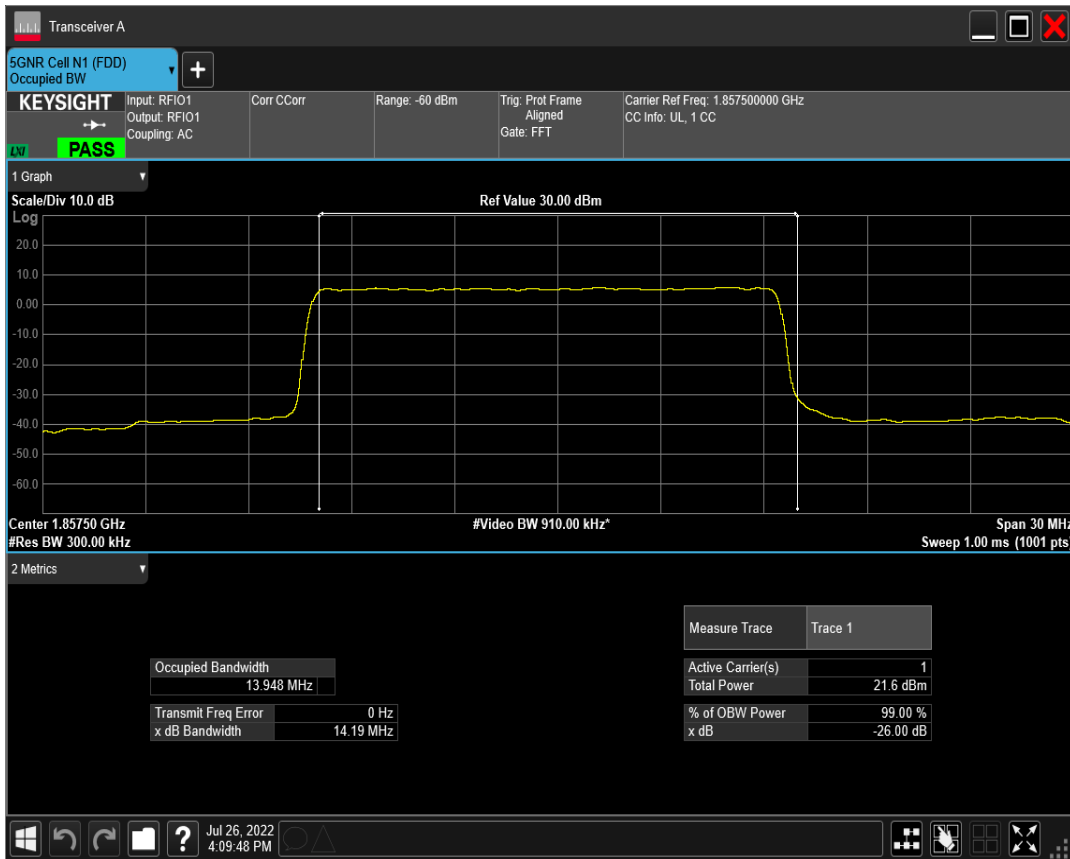 Transceiver A
5GNR Cell N1 (FDD)
Occupied BW
+
KEYSIGHT
LXI
PASS
Input: RFIO1
Output: RFIO1
Coupling: AC
Corr CCorr
Range: -60 dBm
Trig: Prot Frame
Aligned
Gate: FFT
Carrier Ref Freq: 1.857500000 GHz
CC Info: UL, 1 CC
1 Graph
Scale/Div 10.0 dB
Ref Value 30.00 dBm
Log
20.0
10.0
0.00
-10.0
-20.0
-30.0
-40.0
-50.0
-60.0
Center 1.85750 GHz
#Video BW 910.00 kHz*
Span 30 MHz
#Res BW 300.00 kHz
Sweep 1.00 ms (1001 pts)
2 Metrics
Measure Trace Trace 1
Occupied Bandwidth
13.948 MHz
Active Carrier(s) 1
Total Power 21.6 dBm
Transmit Freq Error 0 Hz
x dB Bandwidth 14.19 MHz
% of OBW Power 99.00 %
x dB -26.00 dB
?
Jul 26, 2022
4:09:48 PM